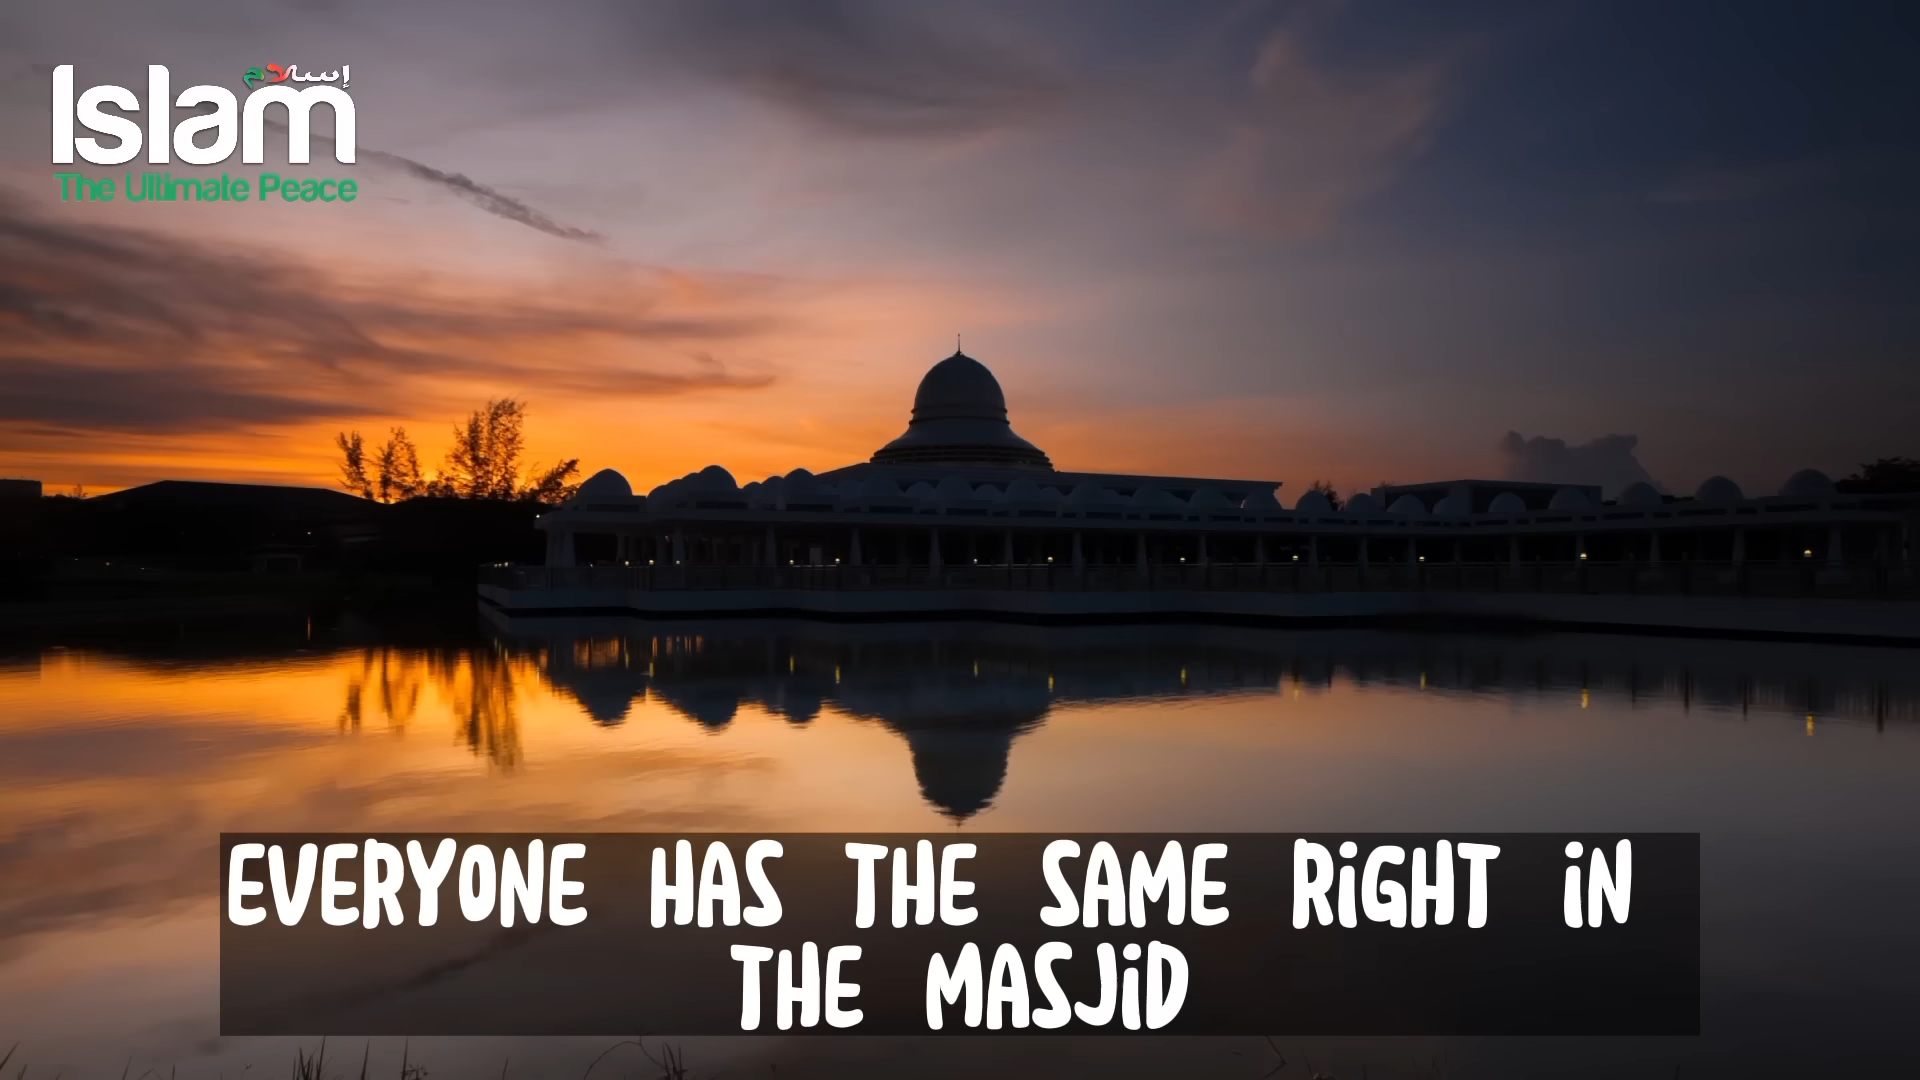 إسلام
Islam
The Ultimate Peace
EVERYONE HAS THE SAME RIGHT IN
THE MASJID